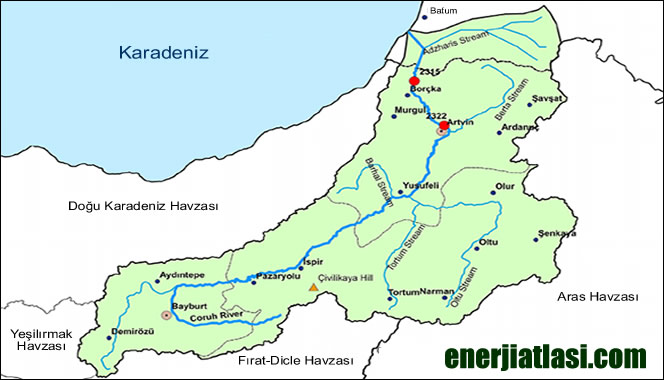 Batum
Karadeniz
Adzharis Stream
2315
Borçka
Murgul
2322
Artvin
Berta Stream
Şavşat
Ardanuç
Berhal Stream
Yusufeli
Olur
Doğu Karadeniz Havzası
Tortum Stream
Oltu
Şenkaya
Ispir
Çivilikaya Hill
Oltu Stream
Aydıntepe
Pazaryolu
Bayburt
Tortum
Narman
Aras Havzası
Coruh River
Demirözü
Yeşilırmak
Havzası
Fırat-Dicle Havzası
enerjiatlasi.com